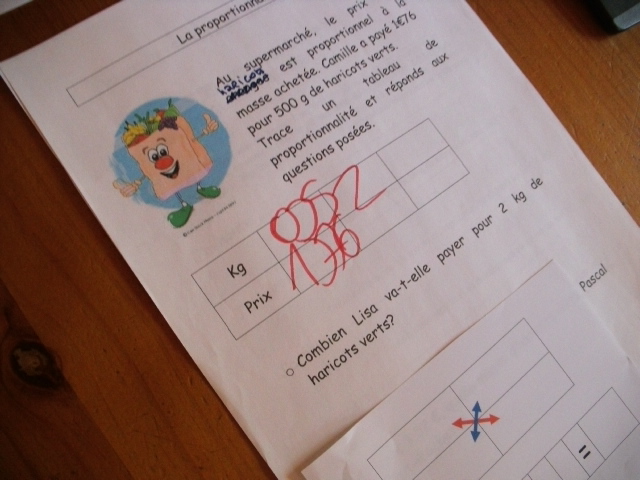 La proportionn
Au supermarché, le prix
haricots est proportionnel à la
masse achetée. Camille a payé 1€76
pour 500 g de haricots verts.
Trace un tableau de
proportionnalité et réponds aux
questions posées.
Kg 0,5 2
Prix 1,76
Combien Lisa va-t-elle payer pour 2 kg de
haricots verts?
Pascal
=